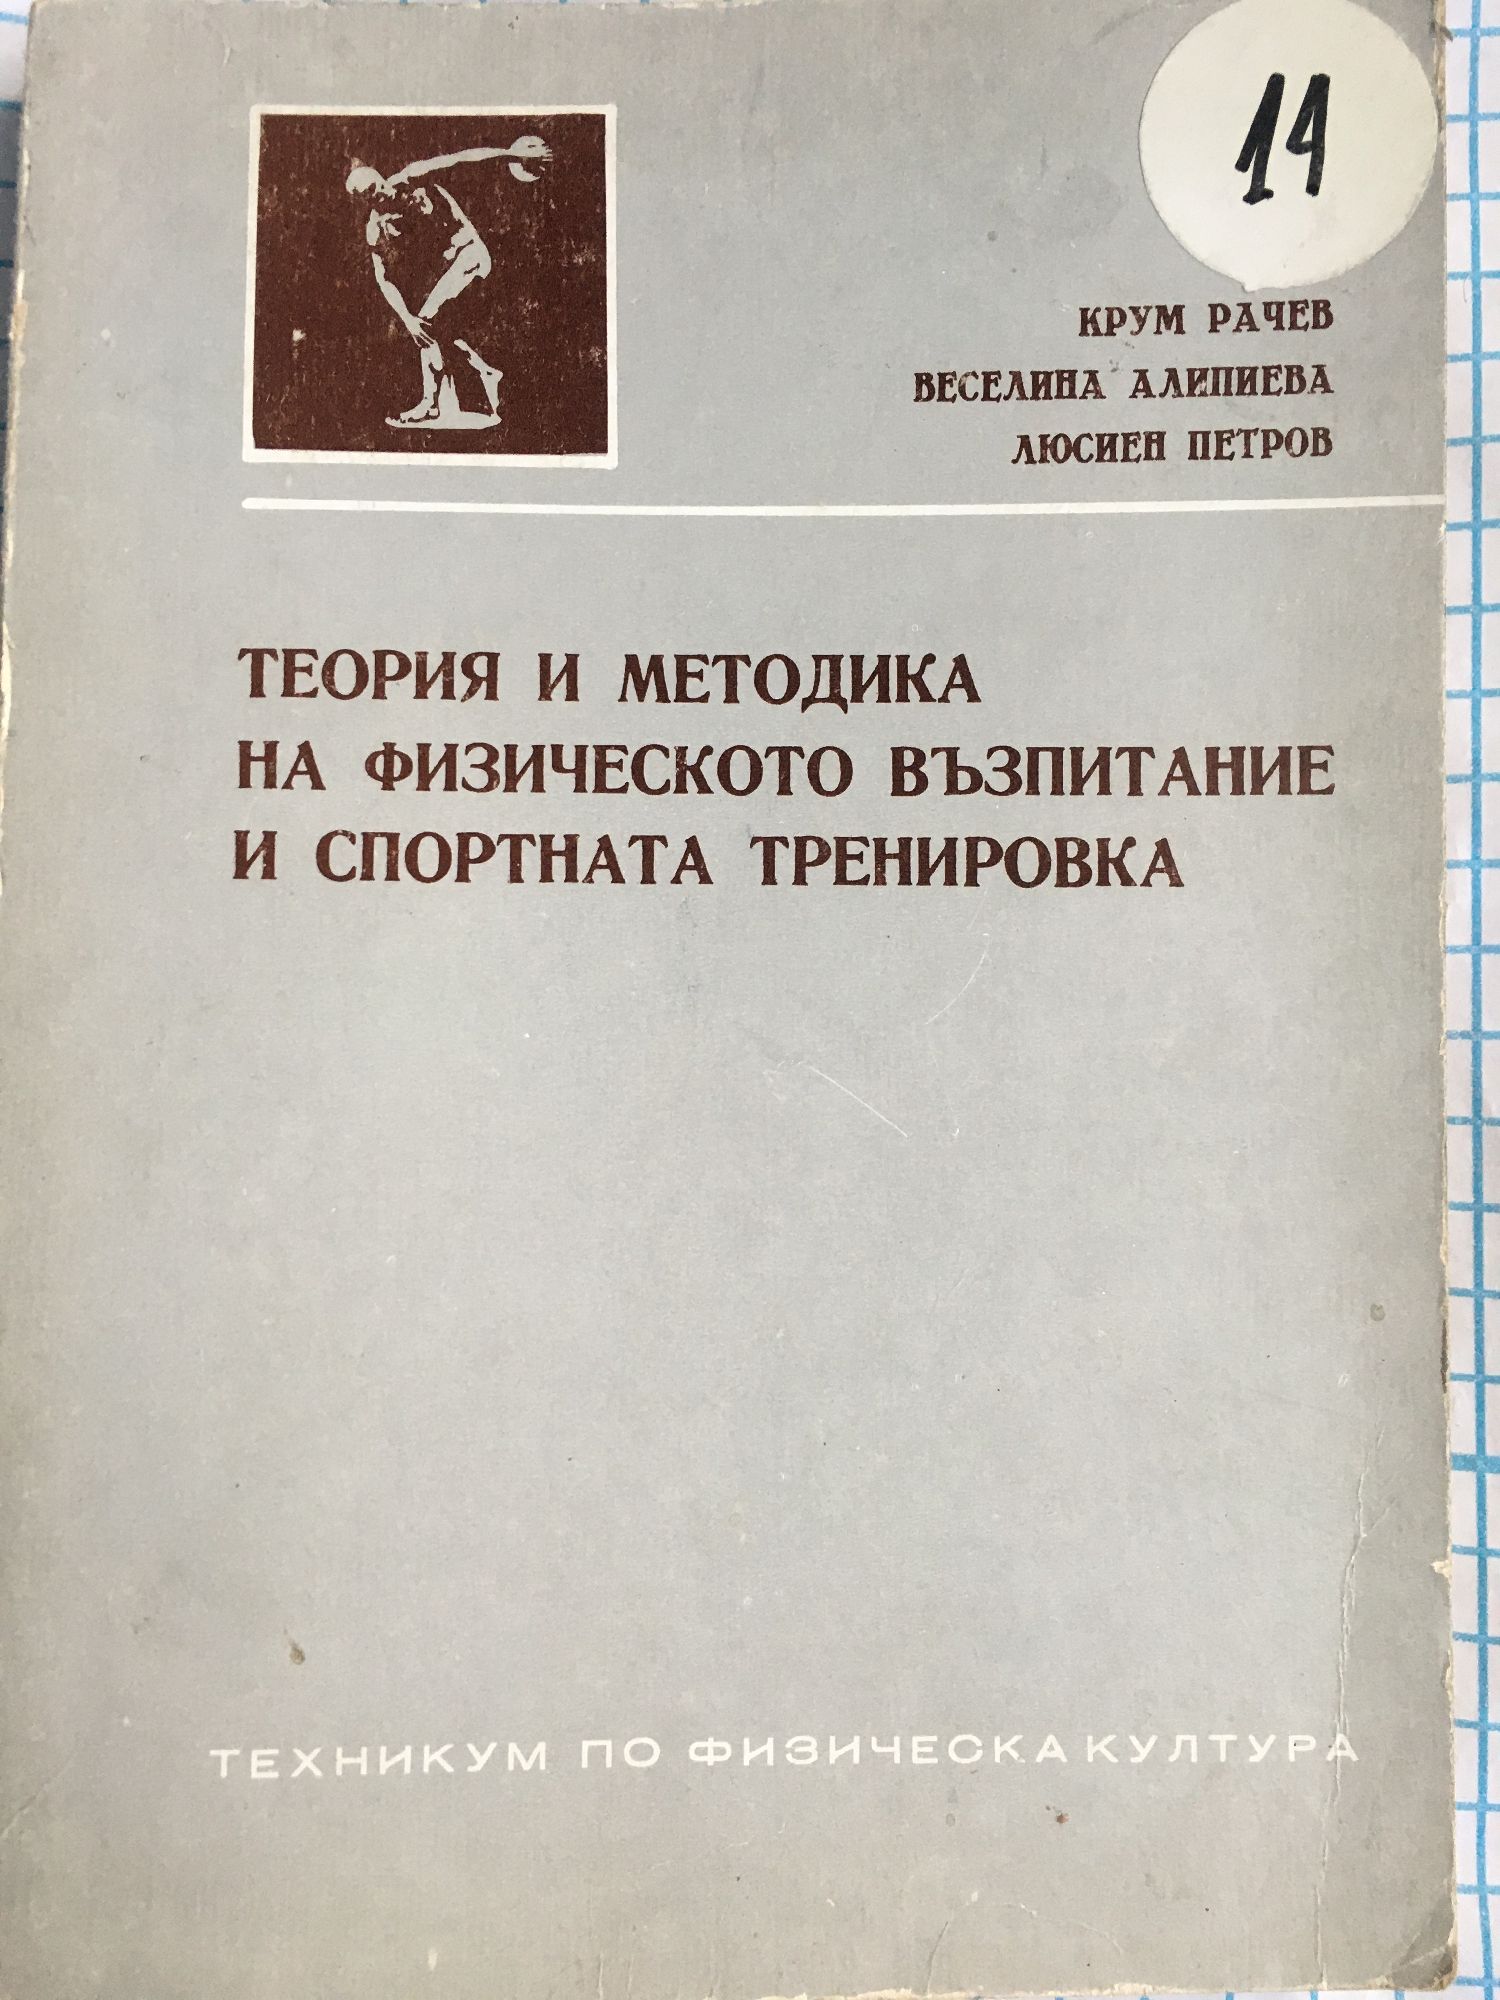 14
КРУМ РАЧЕВ
ВЕСЕЛИНА АЛИПИЕВА
ЛЮСИЕН ПЕТРОВ
ТЕОРИЯ И МЕТОДИКА
НА ФИЗИЧЕСКОТО ВЪЗПИТАНИЕ
И СПОРТНАТА ТРЕНИРОВКА
ТЕХНИКУМ ПО ФИЗИЧЕСКА КУЛТУРА